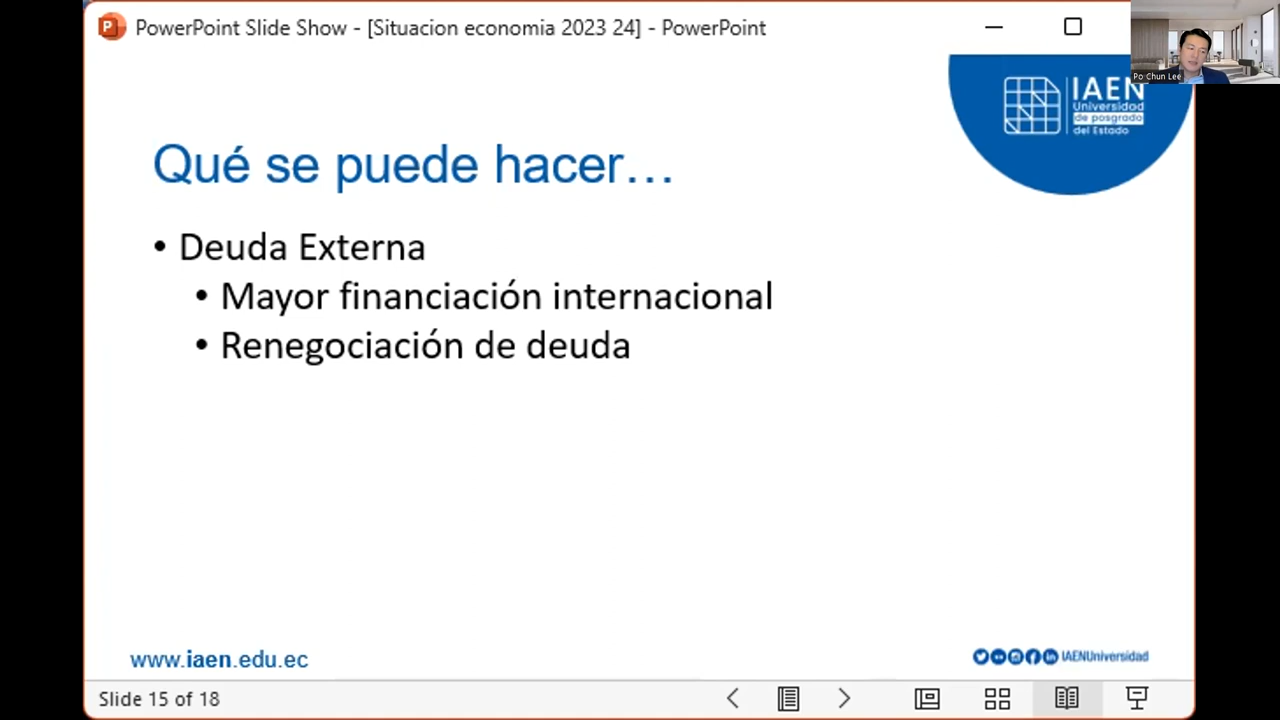 PowerPoint Slide Show - [Situacion economia 2023 24] - PowerPoint
Po Chun Lee
IAEN
Universidad
de posgrado
del Estado
Qué se puede hacer…
• Deuda Externa
• Mayor financiación internacional
• Renegociación de deuda
www.iaen.edu.ec
IAENUniversidad
Slide 15 of 18